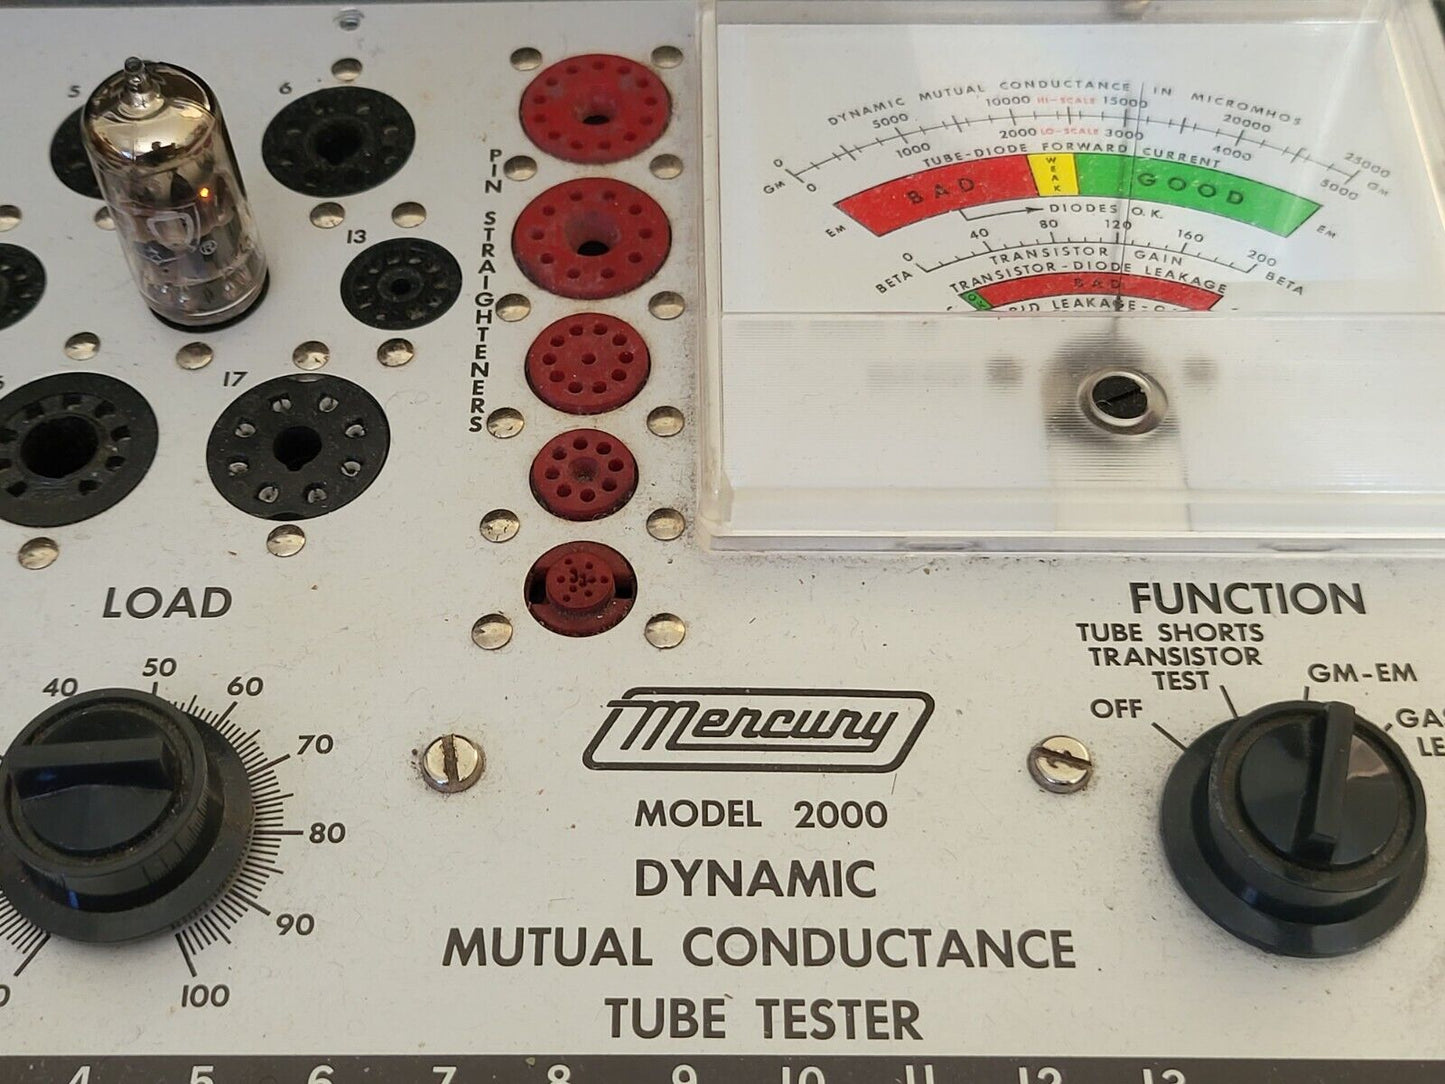 5
6
13
17
PIN STRAIGHTENERS
DYNAMIC MUTUAL CONDUCTANCE IN MICROMHOS
0 5000 10000 HI-SCALE 15000 20000 25000
GM 0 1000 2000 LO-SCALE 3000 4000 5000 GM
TUBE-DIODE FORWARD CURRENT
BAD WEAK GOOD
EM DIODES O.K. EM
0 40 80 120 160 200
BETA TRANSISTOR GAIN BETA
TRANSISTOR-DIODE LEAKAGE
BAD
LEAKAGE-
LOAD
40 50 60 70 80 90 100
FUNCTION
TUBE SHORTS
TRANSISTOR
TEST
OFF
GM-EM
Mercury
MODEL 2000
DYNAMIC
MUTUAL CONDUCTANCE
TUBE TESTER
4 5 6 7 8 9 10 11 12 13